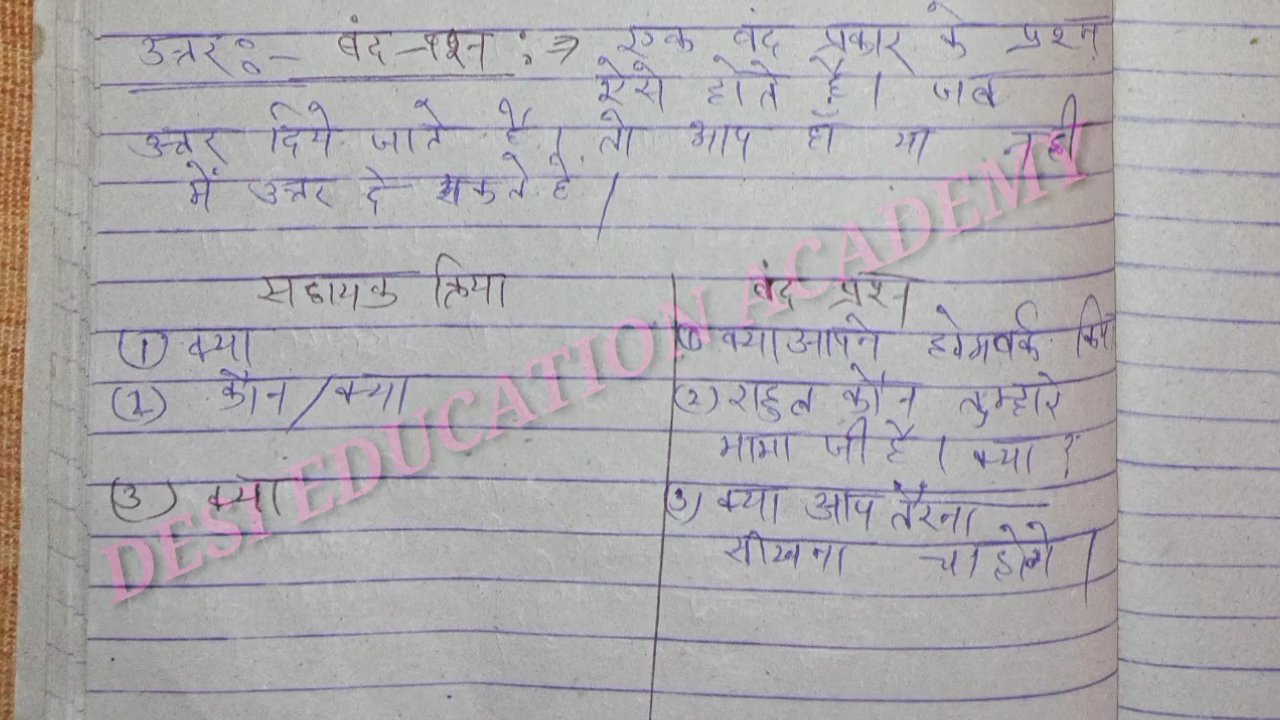 उत्तर :- बंद-प्रश्न :⇒ एक बंद प्रकार के प्रश्न
ऐसे होते है। जब
उत्तर दिये जाते है। तो आप हाँ या नही
में उत्तर दे सकते है।
सहायक क्रिया | बंद प्रश्न
(1) क्या | (1) क्या आपने होमवर्क किय
(2) कौन/क्या | (2) राहुल कौन तुम्हारे
मामा जी है। क्या ?
(3) क्या | (3) क्या आप तैरना
सीखना चाहोगे।
DESI EDUCATION ACADEMY